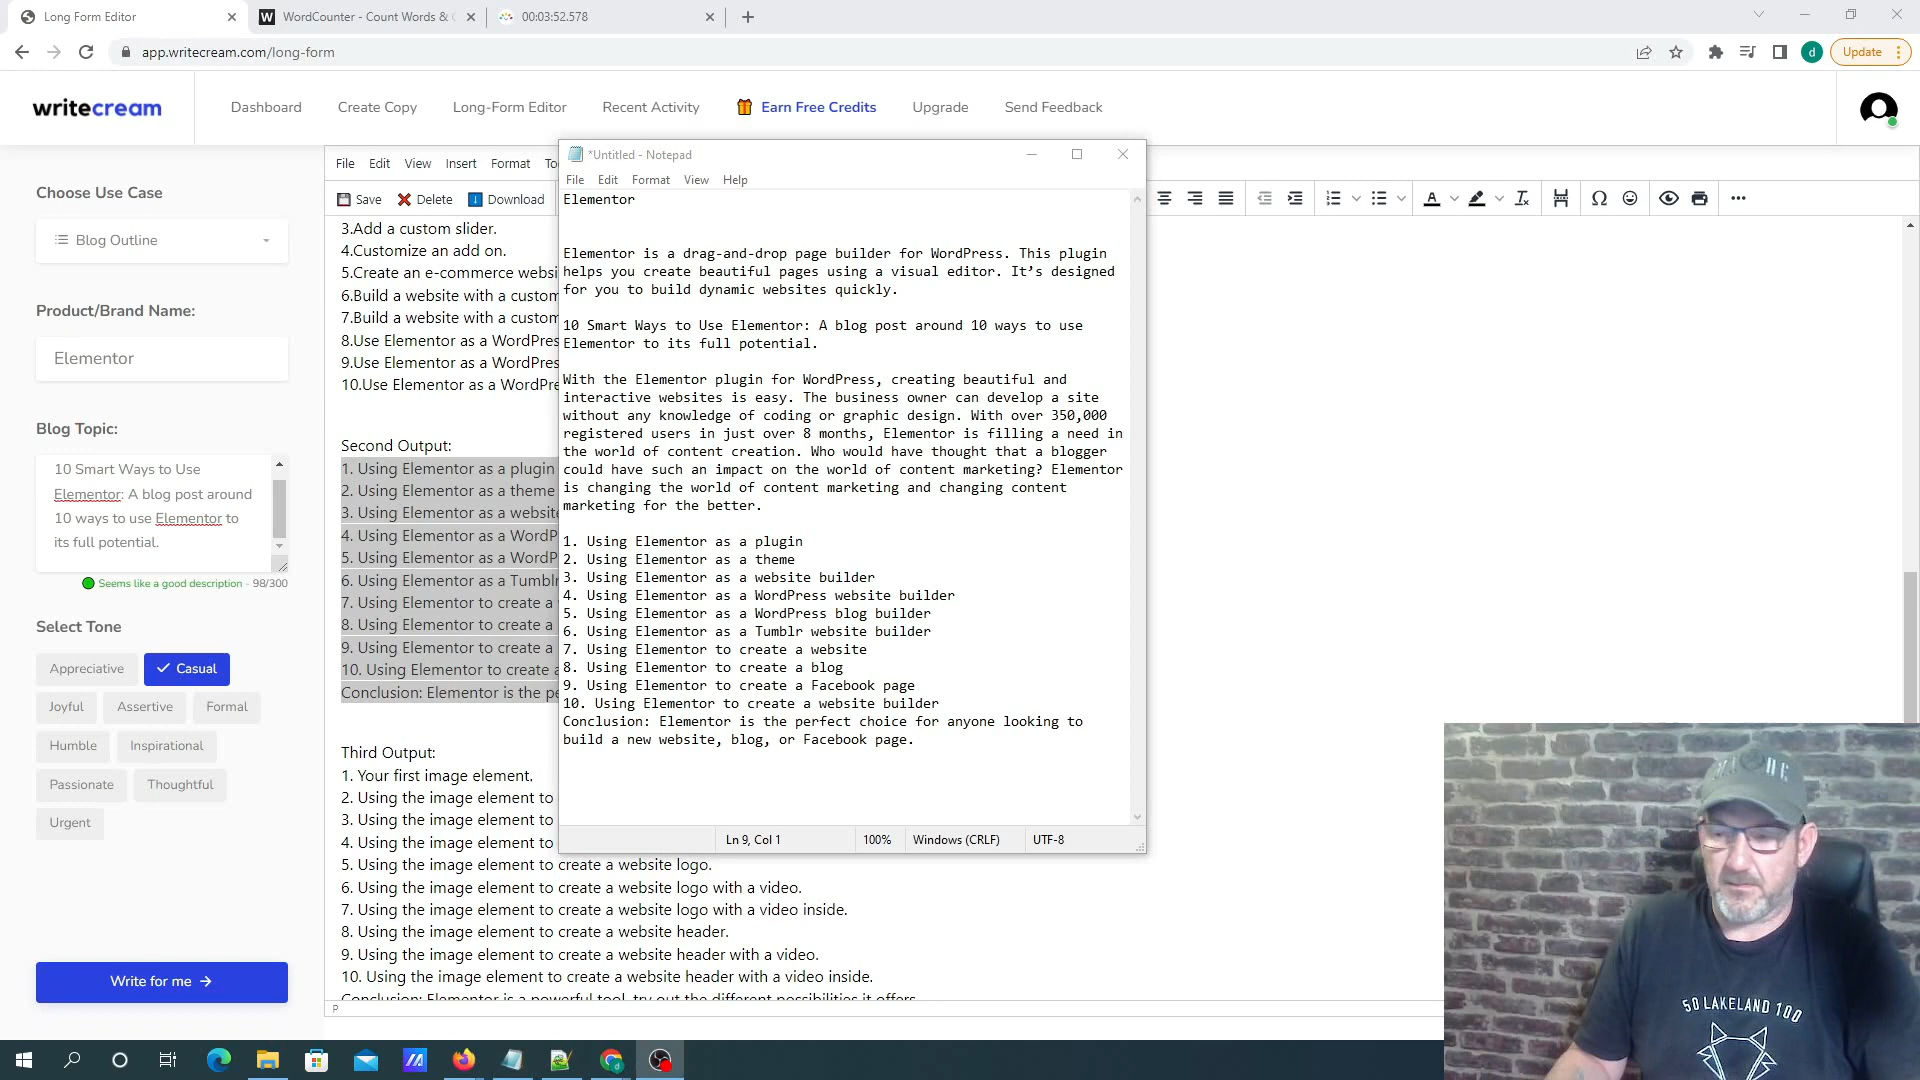 Long Form Editor
WordCounter - Count Words &
00:03:52.578
app.writecream.com/long-form
d
Update
writecream
Dashboard
Create Copy
Long-Form Editor
Recent Activity
Earn Free Credits
Upgrade
Send Feedback
Choose Use Case
Blog Outline
Product/Brand Name:
Elementor
Blog Topic:
10 Smart Ways to Use
Elementor: A blog post around
10 ways to use Elementor to
its full potential.
Seems like a good description - 98/300
Select Tone
Appreciative
Casual
Joyful
Assertive
Formal
Humble
Inspirational
Passionate
Thoughtful
Urgent
Write for me
File Edit View Insert Format To
Save Delete Download
3.Add a custom slider.
4.Customize an add on.
5.Create an e-commerce websi
6.Build a website with a custom
7.Build a website with a custom
8.Use Elementor as a WordPres
9.Use Elementor as a WordPres
10.Use Elementor as a WordPre
Second Output:
1. Using Elementor as a plugin
2. Using Elementor as a theme
3. Using Elementor as a website
4. Using Elementor as a WordP
5. Using Elementor as a WordP
6. Using Elementor as a Tumblr
7. Using Elementor to create a
8. Using Elementor to create a
9. Using Elementor to create a
10. Using Elementor to create a
Conclusion: Elementor is the pe
Third Output:
1. Your first image element.
2. Using the image element to
3. Using the image element to
4. Using the image element to
5. Using the image element to create a website logo.
6. Using the image element to create a website logo with a video.
7. Using the image element to create a website logo with a video inside.
8. Using the image element to create a website header.
9. Using the image element to create a website header with a video.
10. Using the image element to create a website header with a video inside.
Conclusion: Elementor is a powerful tool, try out the different possibilities it offers.
P
*Untitled - Notepad
File Edit Format View Help
Elementor
Elementor is a drag-and-drop page builder for WordPress. This plugin
helps you create beautiful pages using a visual editor. It’s designed
for you to build dynamic websites quickly.
10 Smart Ways to Use Elementor: A blog post around 10 ways to use
Elementor to its full potential.
With the Elementor plugin for WordPress, creating beautiful and
interactive websites is easy. The business owner can develop a site
without any knowledge of coding or graphic design. With over 350,000
registered users in just over 8 months, Elementor is filling a need in
the world of content creation. Who would have thought that a blogger
could have such an impact on the world of content marketing? Elementor
is changing the world of content marketing and changing content
marketing for the better.
1. Using Elementor as a plugin
2. Using Elementor as a theme
3. Using Elementor as a website builder
4. Using Elementor as a WordPress website builder
5. Using Elementor as a WordPress blog builder
6. Using Elementor as a Tumblr website builder
7. Using Elementor to create a website
8. Using Elementor to create a blog
9. Using Elementor to create a Facebook page
10. Using Elementor to create a website builder
Conclusion: Elementor is the perfect choice for anyone looking to
build a new website, blog, or Facebook page.
Ln 9, Col 1
100%
Windows (CRLF)
UTF-8
50 LAKELAND 100